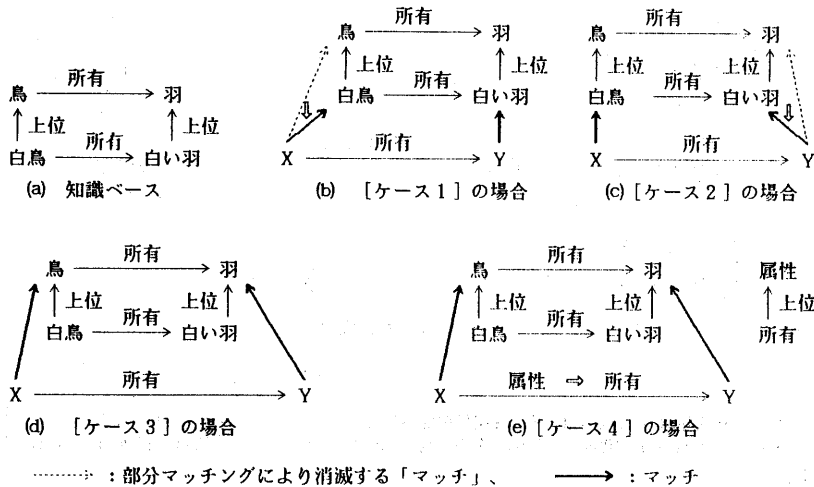 鳥 所有 羽
上位 上位
白鳥 所有 白い羽
(a) 知識ベース
鳥 所有 羽
上位 上位
白鳥 所有 白い羽
⇩
X Y
(b) [ケース1]の場合
鳥 所有 羽
上位 上位
白鳥 所有 白い羽
⇩
X Y
(c) [ケース2]の場合
鳥 所有 羽
上位 上位
白鳥 所有 白い羽
X 所有 Y
(d) [ケース3]の場合
鳥 所有 羽 属性
上位 上位 上位
白鳥 所有 白い羽 所有
X 属性 ⇒ 所有 Y
(e) [ケース4]の場合
：部分マッチングにより消滅する「マッチ」、 ：マッチ